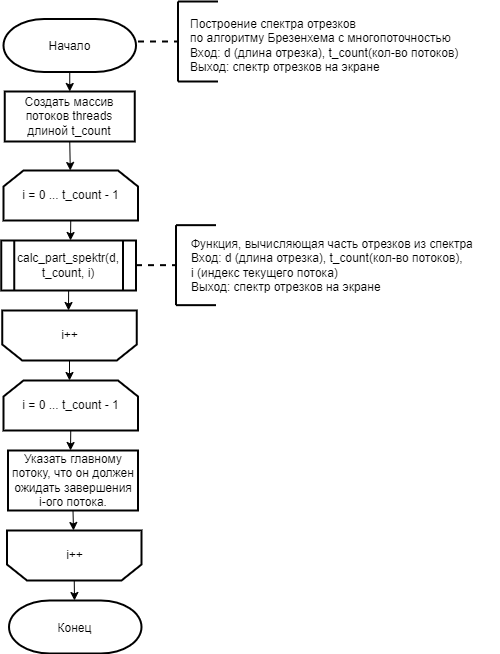 Начало
Построение спектра отрезков
по алгоритму Брезенхема с многопоточностью
Вход: d (длина отрезка), t_count(кол-во потоков)
Выход: спектр отрезков на экране
Создать массив
потоков threads
длиной t_count
i = 0 ... t_count - 1
calc_part_spektr(d,
t_count, i)
Функция, вычисляющая часть отрезков из спектра
Вход: d (длина отрезка), t_count(кол-во потоков),
i (индекс текущего потока)
Выход: спектр отрезков на экране
i++
i = 0 ... t_count - 1
Указать главному
потоку, что он должен
ожидать завершения
i-ого потока.
i++
Конец